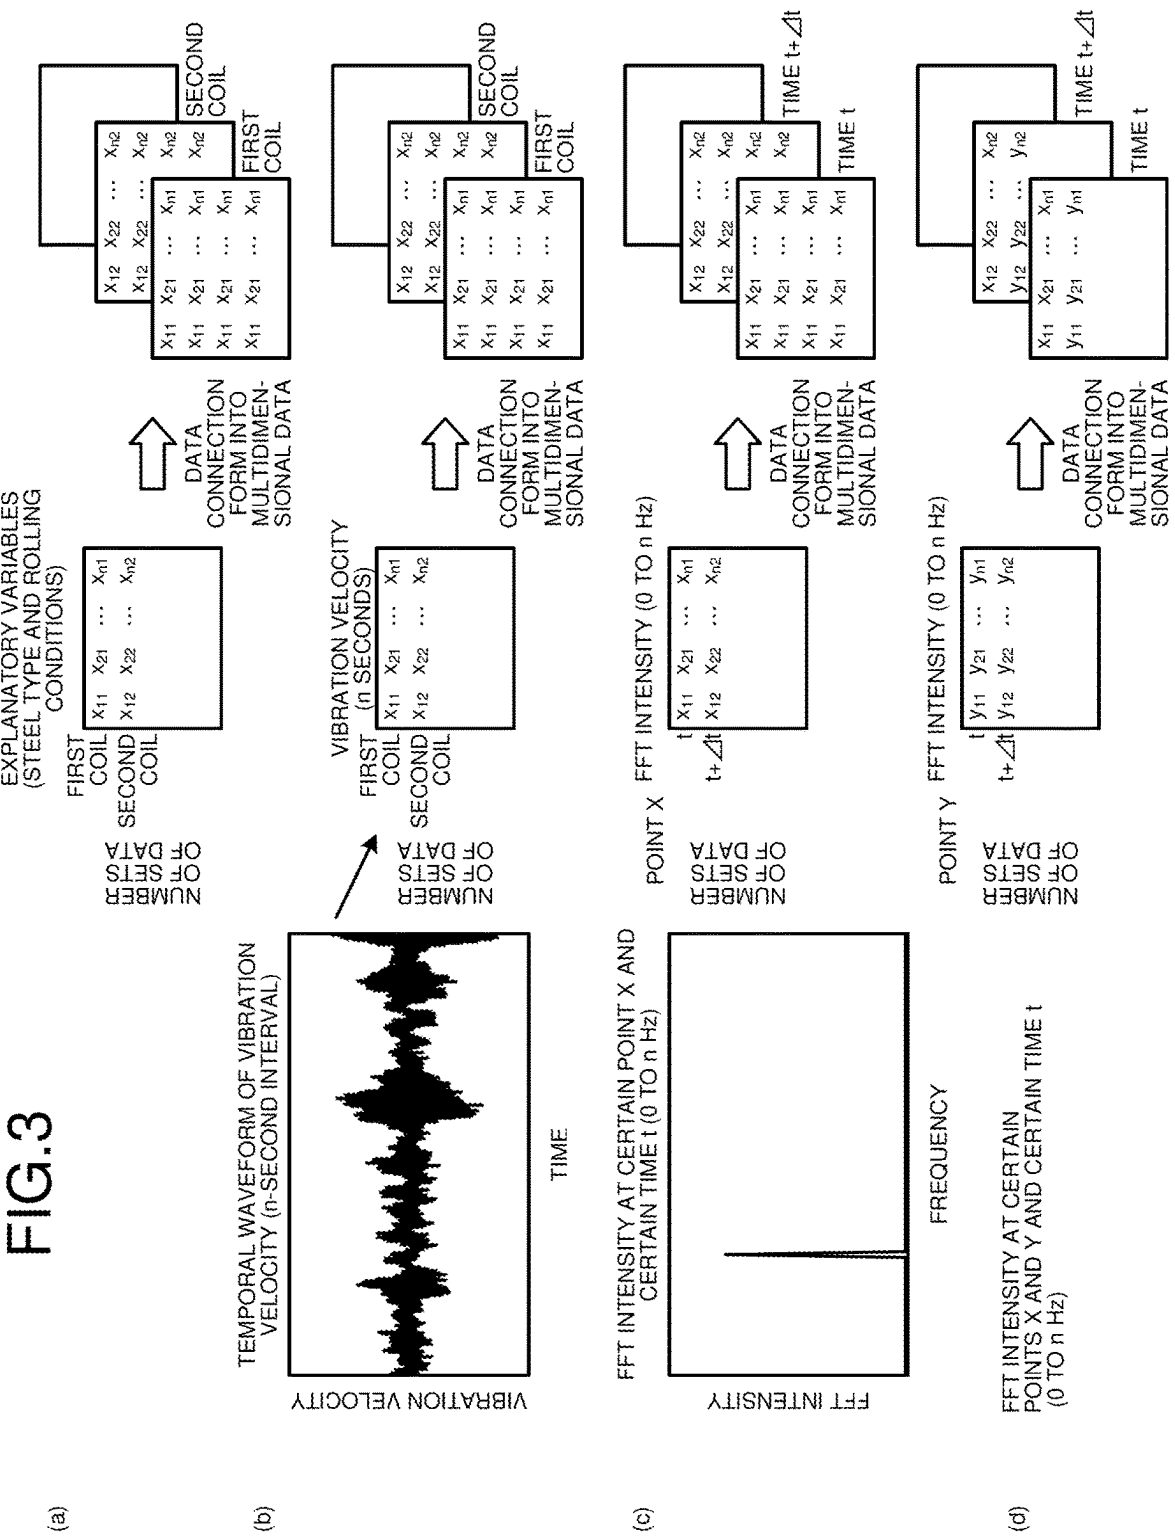 FIG.3
(a)
EXPLANATORY VARIABLES
(STEEL TYPE AND ROLLING
CONDITIONS)
FIRST
COIL
SECOND
COIL
NUMBER
OF SETS
OF DATA
x11 x21 ... xn1
x12 x22 ... xn2
DATA
CONNECTION
FORM INTO
MULTIDIMEN-
SIONAL DATA
x12 x22 ... xn2
x12 x22 ... xn2
xn2
xn2
x11 x21 ... xn1
x11 x21 ... xn1
x11 x21 ... xn1
x11 x21 ... xn1
SECOND
COIL
FIRST
COIL
(b)
TEMPORAL WAVEFORM OF VIBRATION
VELOCITY (n-SECOND INTERVAL)
VIBRATION VELOCITY
TIME
VIBRATION VELOCITY
(n SECONDS)
FIRST
COIL
SECOND
COIL
NUMBER
OF SETS
OF DATA
x11 x21 ... xn1
x12 x22 ... xn2
DATA
CONNECTION
FORM INTO
MULTIDIMEN-
SIONAL DATA
x12 x22 ... xn2
x12 x22 ... xn2
xn2
xn2
x11 x21 ... xn1
x11 x21 ... xn1
x11 x21 ... xn1
x11 x21 ... xn1
SECOND
COIL
FIRST
COIL
(c)
FFT INTENSITY AT CERTAIN POINT X AND
CERTAIN TIME t (0 TO n Hz)
FFT INTENSITY
FREQUENCY
POINT X
FFT INTENSITY (0 TO n Hz)
t
t+Δt
NUMBER
OF SETS
OF DATA
x11 x21 ... xn1
x12 x22 ... xn2
DATA
CONNECTION
FORM INTO
MULTIDIMEN-
SIONAL DATA
x12 x22 ... xn2
x12 x22 ... xn2
xn2
xn2
x11 x21 ... xn1
x11 x21 ... xn1
x11 x21 ... xn1
x11 x21 ... xn1
TIME t+Δt
TIME t
(d)
FFT INTENSITY AT CERTAIN
POINTS X AND Y AND CERTAIN TIME t
(0 TO n Hz)
POINT Y
FFT INTENSITY (0 TO n Hz)
t
t+Δt
NUMBER
OF SETS
OF DATA
y11 y21 ... yn1
y12 y22 ... yn2
DATA
CONNECTION
FORM INTO
MULTIDIMEN-
SIONAL DATA
x12 x22 ... xn2
y12 y22 ... yn2
x11 x21 ... xn1
y11 y21 ... yn1
TIME t+Δt
TIME t